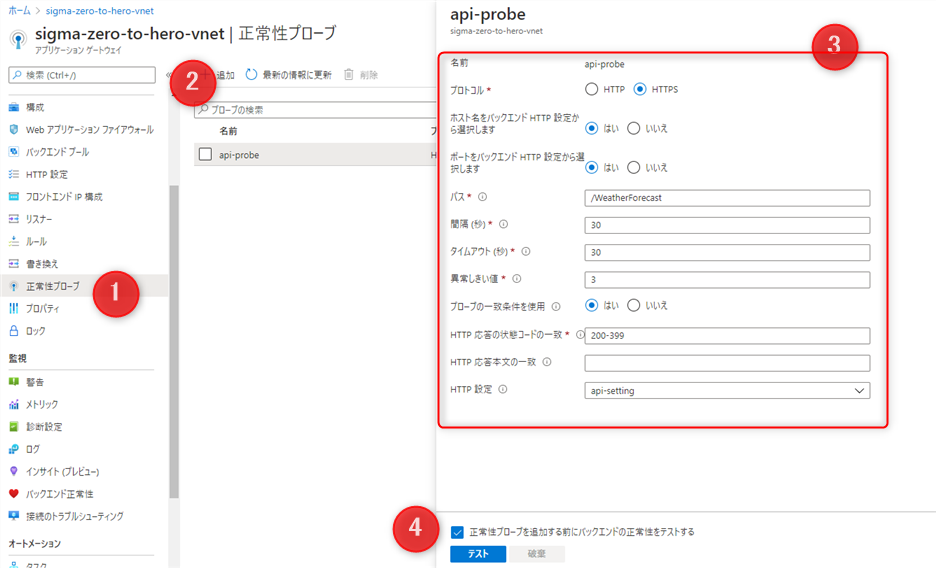 ホーム > sigma-zero-to-hero-vnet
sigma-zero-to-hero-vnet | 正常性プローブ
アプリケーション ゲートウェイ
検索 (Ctrl+/)
構成
Web アプリケーション ファイアウォール
バックエンド プール
HTTP 設定
フロントエンド IP 構成
リスナー
ルール
書き換え
正常性プローブ
1
プロパティ
ロック
監視
警告
メトリック
診断設定
ログ
インサイト (プレビュー)
バックエンド正常性
接続のトラブルシューティング
オートメーション
タスク
2
追加
最新の情報に更新
削除
プローブの検索
名前
api-probe
api-probe
sigma-zero-to-hero-vnet
3
名前 api-probe
プロトコル * HTTP HTTPS
ホスト名をバックエンド HTTP 設定か
ら選択します はい いいえ
ポートをバックエンド HTTP 設定から選
択します はい いいえ
パス * /WeatherForecast
間隔 (秒) * 30
タイムアウト (秒) * 30
異常しきい値 * 3
プローブの一致条件を使用 はい いいえ
HTTP 応答の状態コードの一致 * 200-399
HTTP 応答本文の一致
HTTP 設定 api-setting
4
正常性プローブを追加する前にバックエンドの正常性をテストする
テスト 破棄